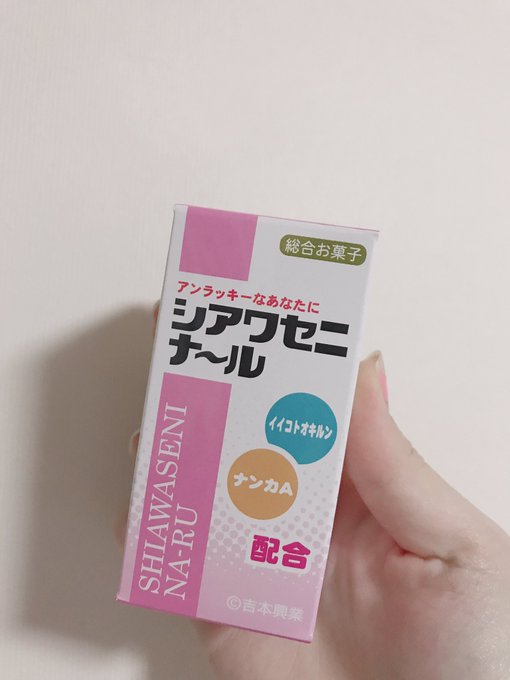 総合お菓子
アンラッキーなあなたに
シアワセニ
ナ〜ル
イイコトオキルン
ナンカA
配合
SHIAWASENI
NA-RU
©吉本興業